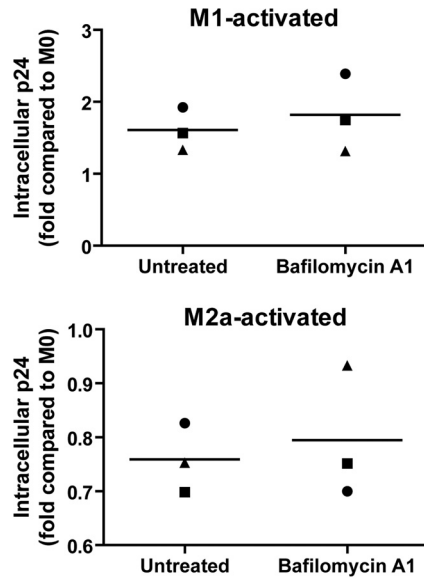 M1-activated
Intracellular p24
(fold compared to M0)
3
2
1
0
Untreated
Bafilomycin A1
M2a-activated
Intracellular p24
(fold compared to M0)
1.0
0.9
0.8
0.7
0.6
Untreated
Bafilomycin A1